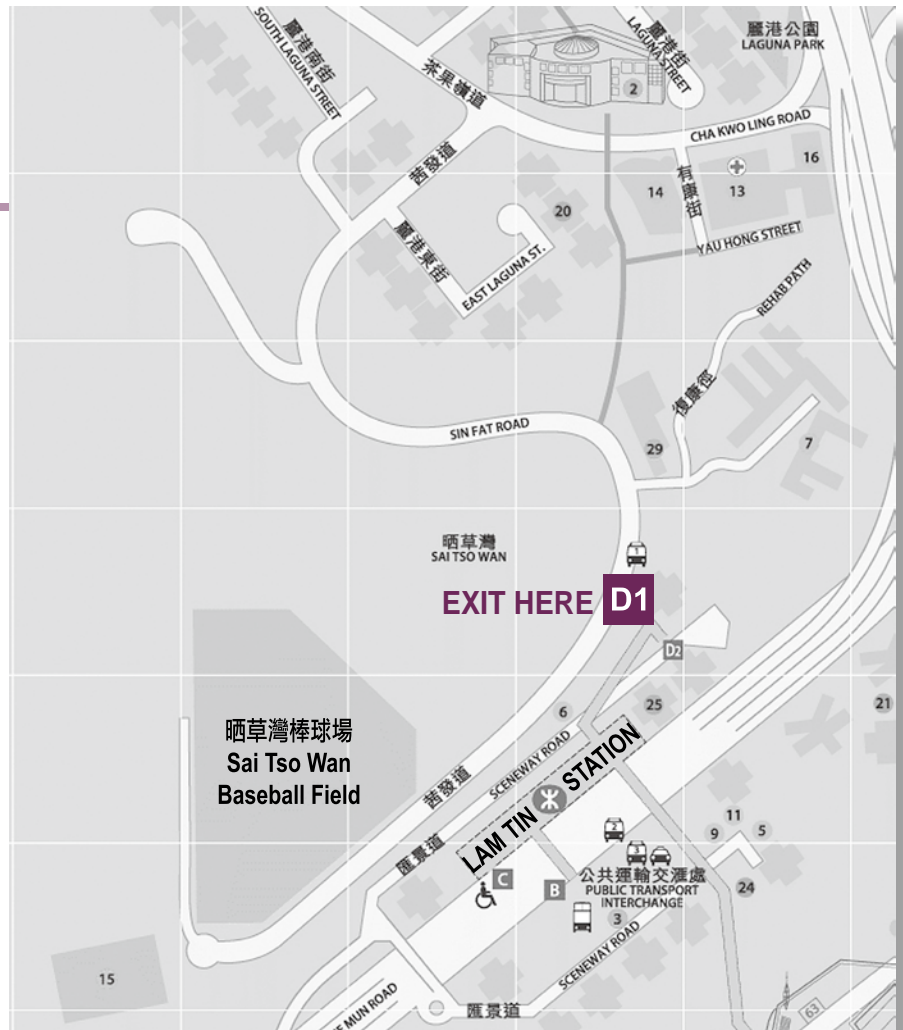 麗港公園
LAGUNA PARK
麗港南街
SOUTH LAGUNA STREET
麗港街
LAGUNA STREET
茶果嶺道
2
CHA KWO LING ROAD
茜發道
有康街
14
13
16
20
麗港東街
EAST LAGUNA ST.
YAU HONG STREET
REHAB PATH
復康徑
SIN FAT ROAD
29
7
晒草灣
SAI TSO WAN
1
EXIT HERE D1
D2
6
25
21
晒草灣棒球場
Sai Tso Wan
Baseball Field
SCENEWAY ROAD
LAM TIN STATION
茜發道
匯景道
2
3
11
9
5
C
B
公共運輸交滙處
PUBLIC TRANSPORT
INTERCHANGE
24
3
SCENEWAY ROAD
15
MUN ROAD
匯景道
63